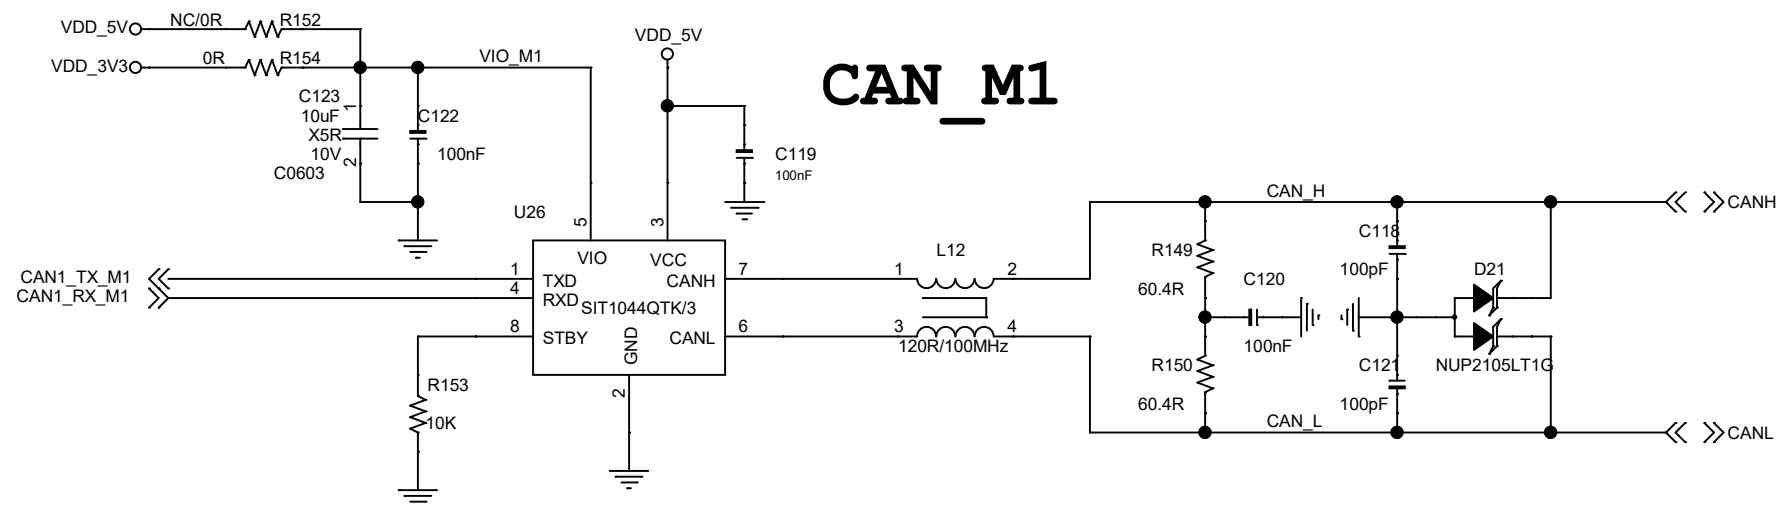 VDD_5V NC/0R R152
VDD_3V3 0R R154 VIO_M1
VDD_5V
CAN_M1
C123
10uF
X5R
10V
C0603
1
2
C122
100nF
C119
100nF
U26
5
3
VIO
VCC
CAN1_TX_M1 1 TXD
CAN1_RX_M1 4 RXD
SIT1044QTK/3
8 STBY
GND
2
CANH 7
CANL 6
R153
10K
L12
1 2
3 4
120R/100MHz
CAN_H
CANH
R149
60.4R
C120
100nF
R150
60.4R
C118
100pF
C121
100pF
D21
NUP2105LT1G
CAN_L
CANL